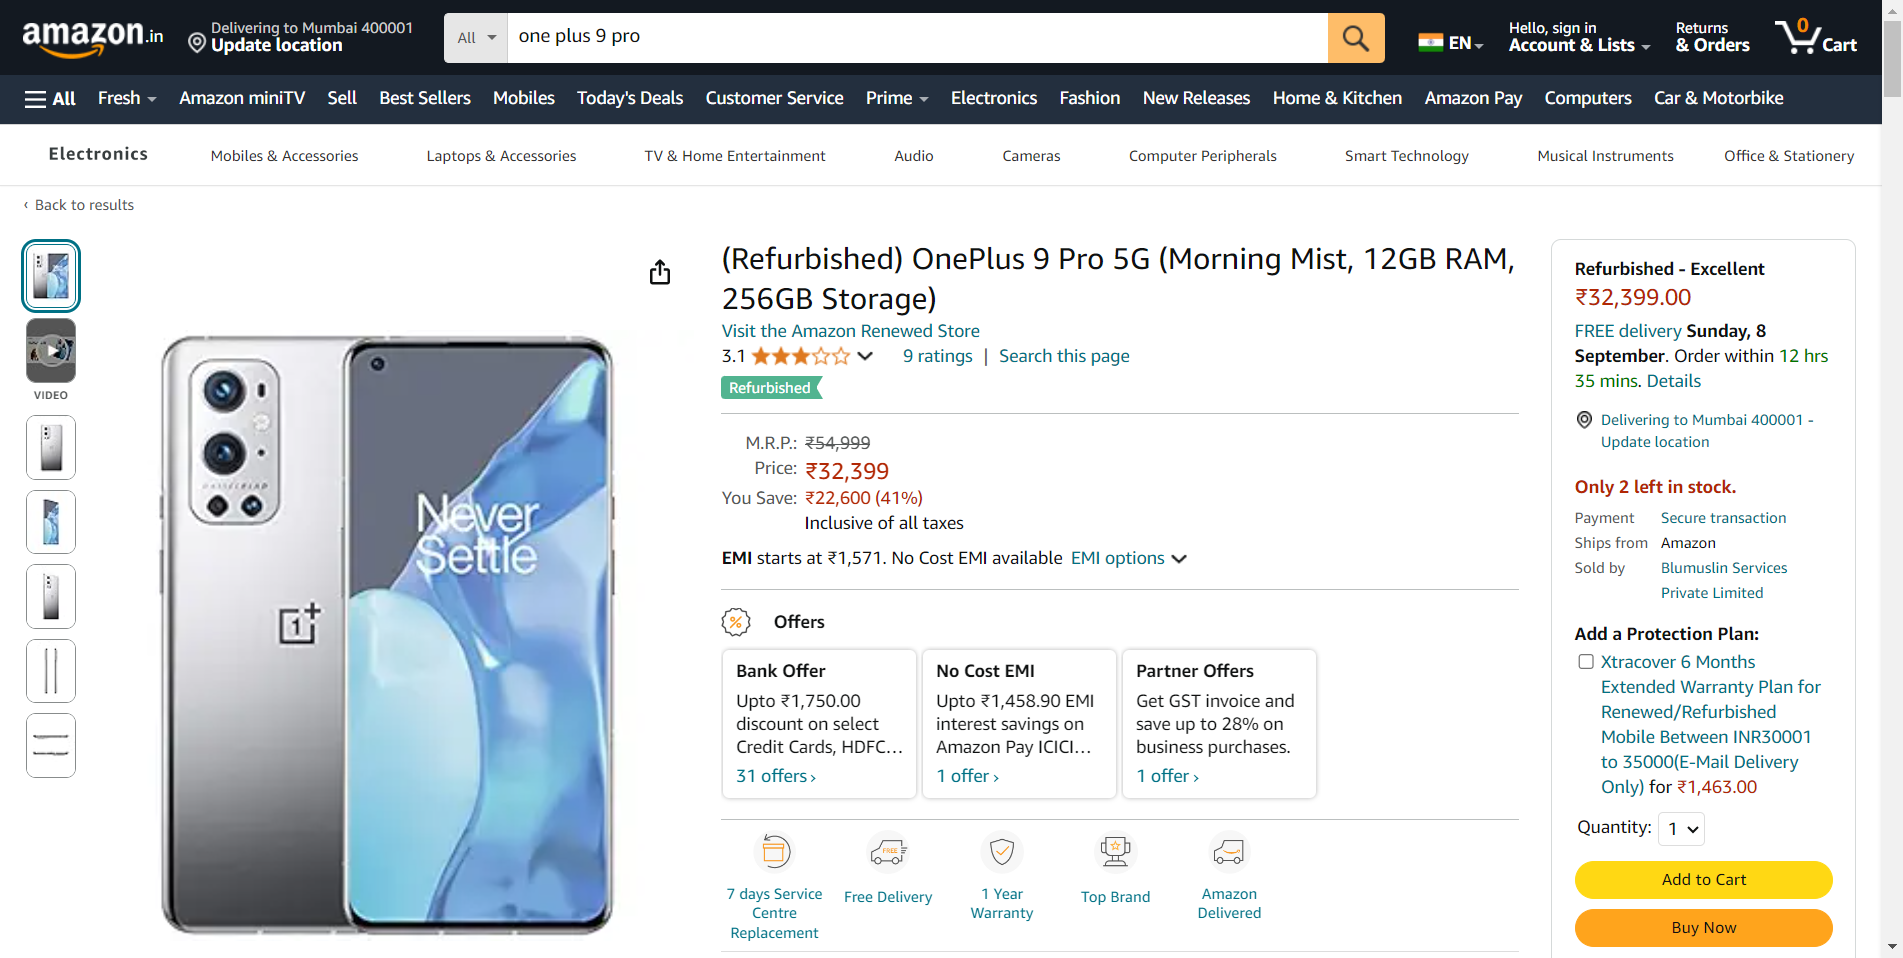 amazon.in
Delivering to Mumbai 400001
Update location
All
one plus 9 pro
EN
Hello, sign in
Account & Lists
Returns
& Orders
0
Cart
All
Fresh
Amazon miniTV
Sell
Best Sellers
Mobiles
Today's Deals
Customer Service
Prime
Electronics
Fashion
New Releases
Home & Kitchen
Amazon Pay
Computers
Car & Motorbike
Electronics
Mobiles & Accessories
Laptops & Accessories
TV & Home Entertainment
Audio
Cameras
Computer Peripherals
Smart Technology
Musical Instruments
Office & Stationery
‹ Back to results
VIDEO
HASSELBLAD
Never
Settle
1+
(Refurbished) OnePlus 9 Pro 5G (Morning Mist, 12GB RAM,
256GB Storage)
Visit the Amazon Renewed Store
3.1
9 ratings | Search this page
Refurbished
M.R.P.: ₹54,999
Price: ₹32,399
You Save: ₹22,600 (41%)
Inclusive of all taxes
EMI starts at ₹1,571. No Cost EMI available EMI options
%
Offers
Bank Offer
Upto ₹1,750.00
discount on select
Credit Cards, HDFC…
31 offers ›
No Cost EMI
Upto ₹1,458.90 EMI
interest savings on
Amazon Pay ICICI…
1 offer ›
Partner Offers
Get GST invoice and
save up to 28% on
business purchases.
1 offer ›
7 days Service
Centre
Replacement
FREE
Free Delivery
1 Year
Warranty
Top Brand
Amazon
Delivered
Refurbished - Excellent
₹32,399.00
FREE delivery Sunday, 8
September. Order within 12 hrs
35 mins. Details
Delivering to Mumbai 400001 -
Update location
Only 2 left in stock.
Payment Secure transaction
Ships from Amazon
Sold by Blumuslin Services
Private Limited
Add a Protection Plan:
Xtracover 6 Months
Extended Warranty Plan for
Renewed/Refurbished
Mobile Between INR30001
to 35000(E-Mail Delivery
Only) for ₹1,463.00
Quantity: 1
Add to Cart
Buy Now